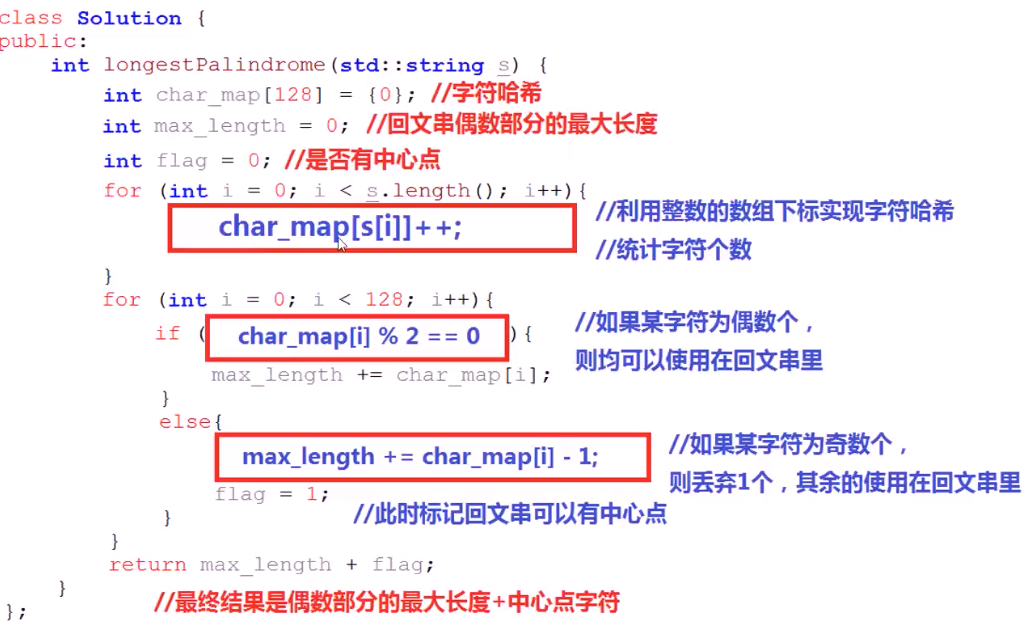 class Solution {
public:
int longestPalindrome(std::string s) {
int char_map[128] = {0}; //字符哈希
int max_length = 0; //回文串偶数部分的最大长度
int flag = 0; //是否有中心点
for (int i = 0; i < s.length(); i++){
char_map[s[i]]++; //利用整数的数组下标实现字符哈希
//统计字符个数
}
for (int i = 0; i < 128; i++){
if ( char_map[i] % 2 == 0 ){ //如果某字符为偶数个，
则均可以使用在回文串里
max_length += char_map[i];
}
else{
max_length += char_map[i] - 1; //如果某字符为奇数个，
则丢弃1个，其余的使用在回文串里
flag = 1;
} //此时标记回文串可以有中心点
}
return max_length + flag;
}
}; //最终结果是偶数部分的最大长度+中心点字符